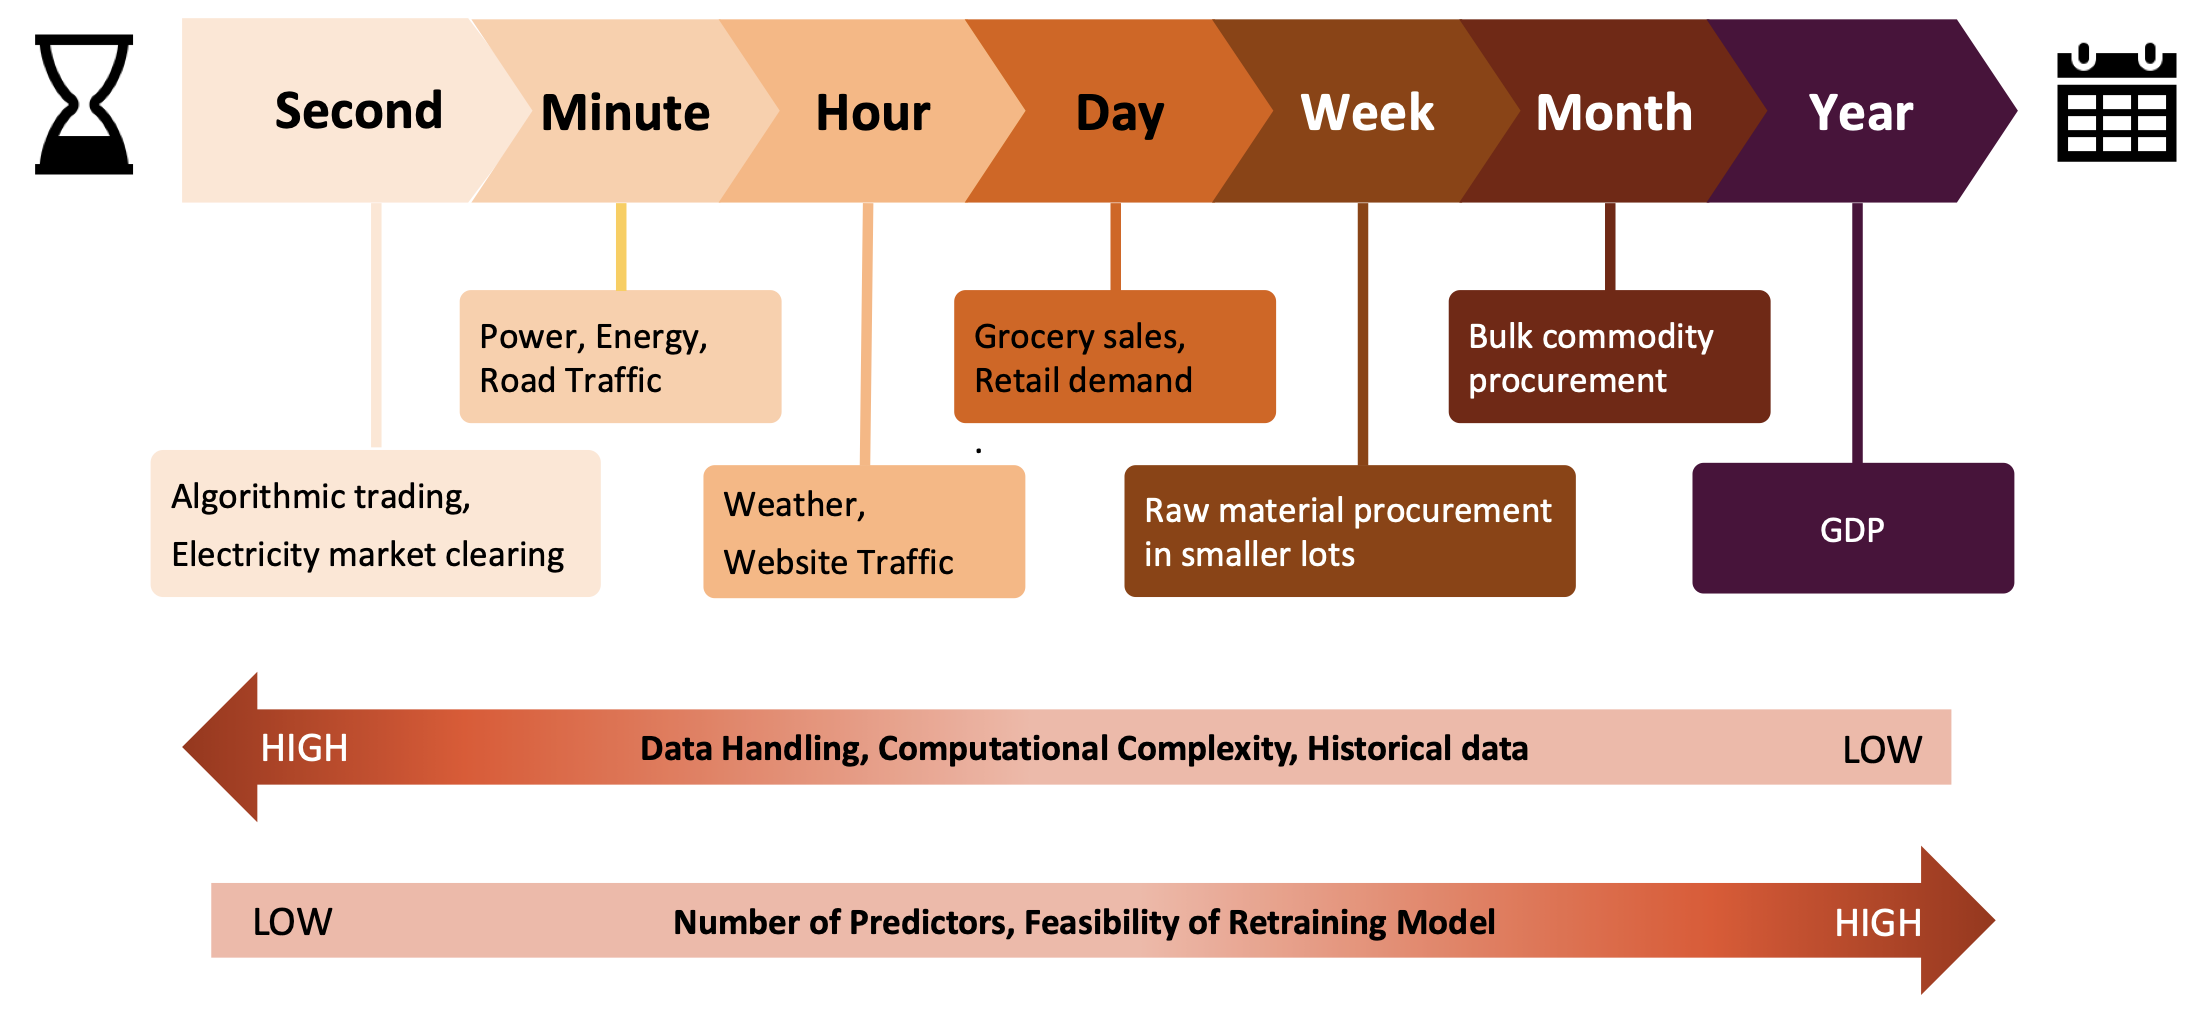 Second
Minute
Hour
Day
Week
Month
Year
Power, Energy,
Road Traffic
Grocery sales,
Retail demand
.
Bulk commodity
procurement
Algorithmic trading,
Electricity market clearing
Weather,
Website Traffic
Raw material procurement
in smaller lots
GDP
HIGH Data Handling, Computational Complexity, Historical data LOW
LOW Number of Predictors, Feasibility of Retraining Model HIGH